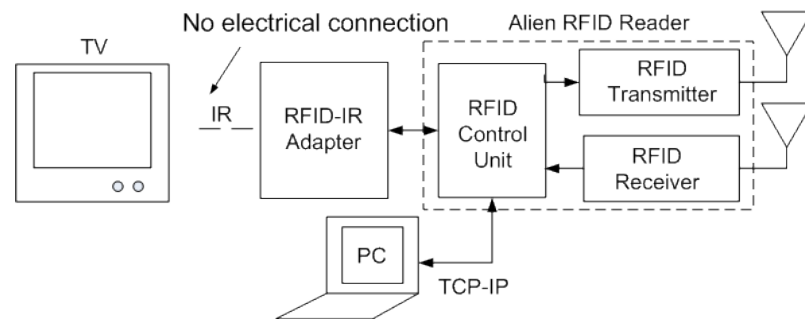 No electrical connection
Alien RFID Reader
TV
IR
RFID-IR
Adapter
RFID
Control
Unit
RFID
Transmitter
RFID
Receiver
PC
TCP-IP